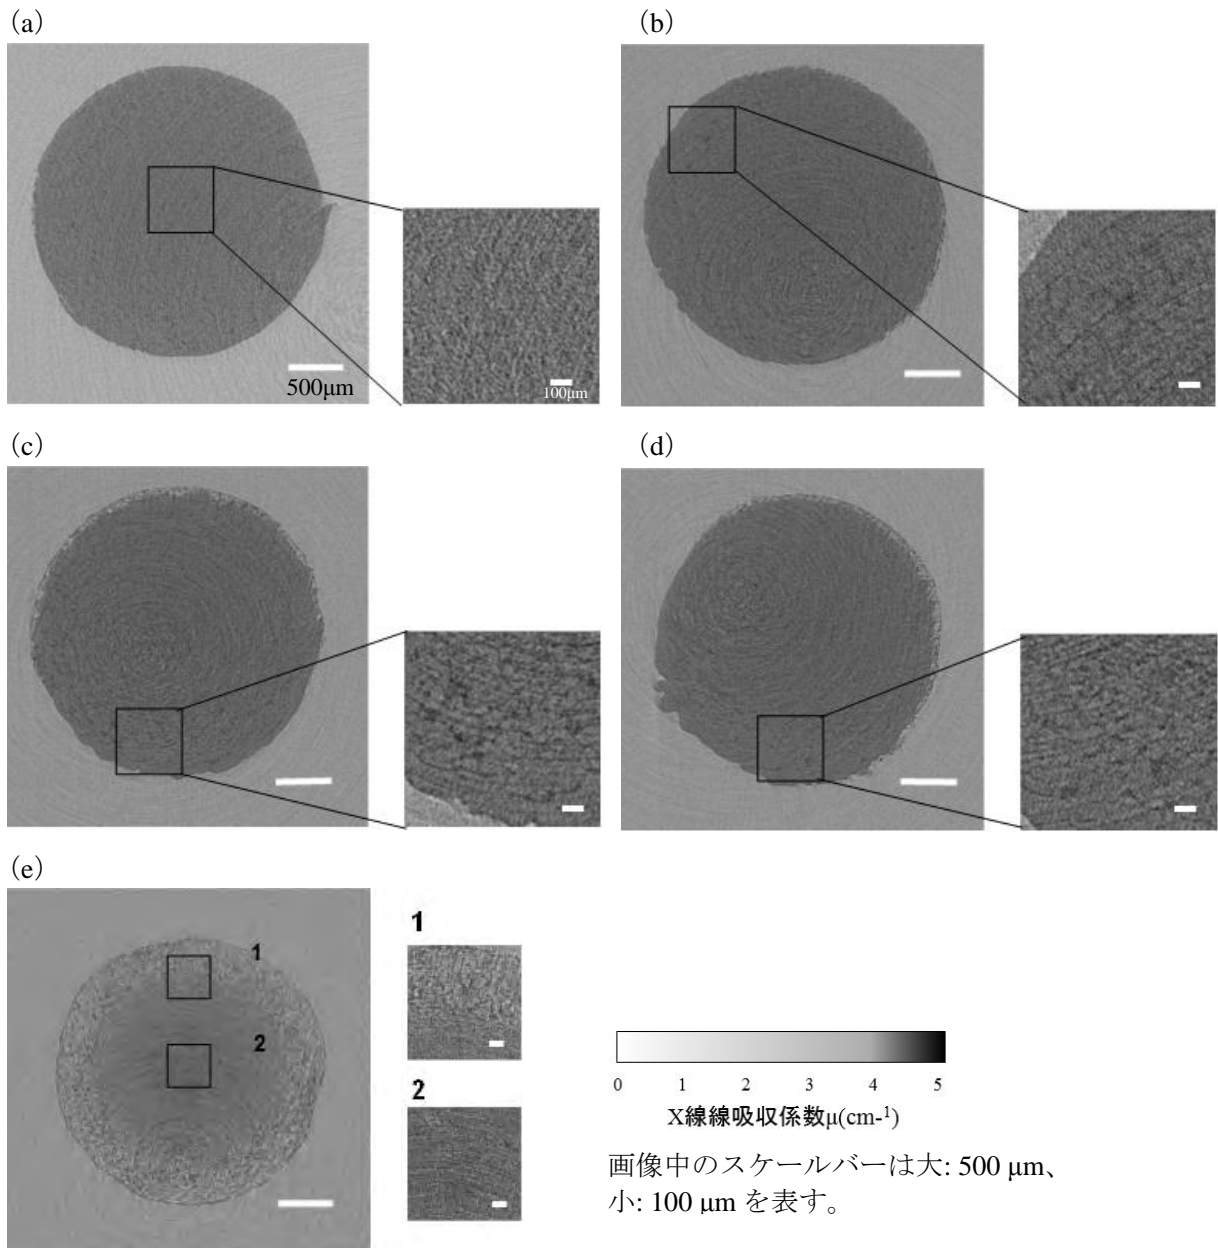 (a)
(b)
500μm
100μm
(c)
(d)
(e)
1
2
1
2
0 1 2 3 4 5
X線線吸収係数μ(cm-1)
画像中のスケールバーは大: 500 μm、
小: 100 μm を表す。